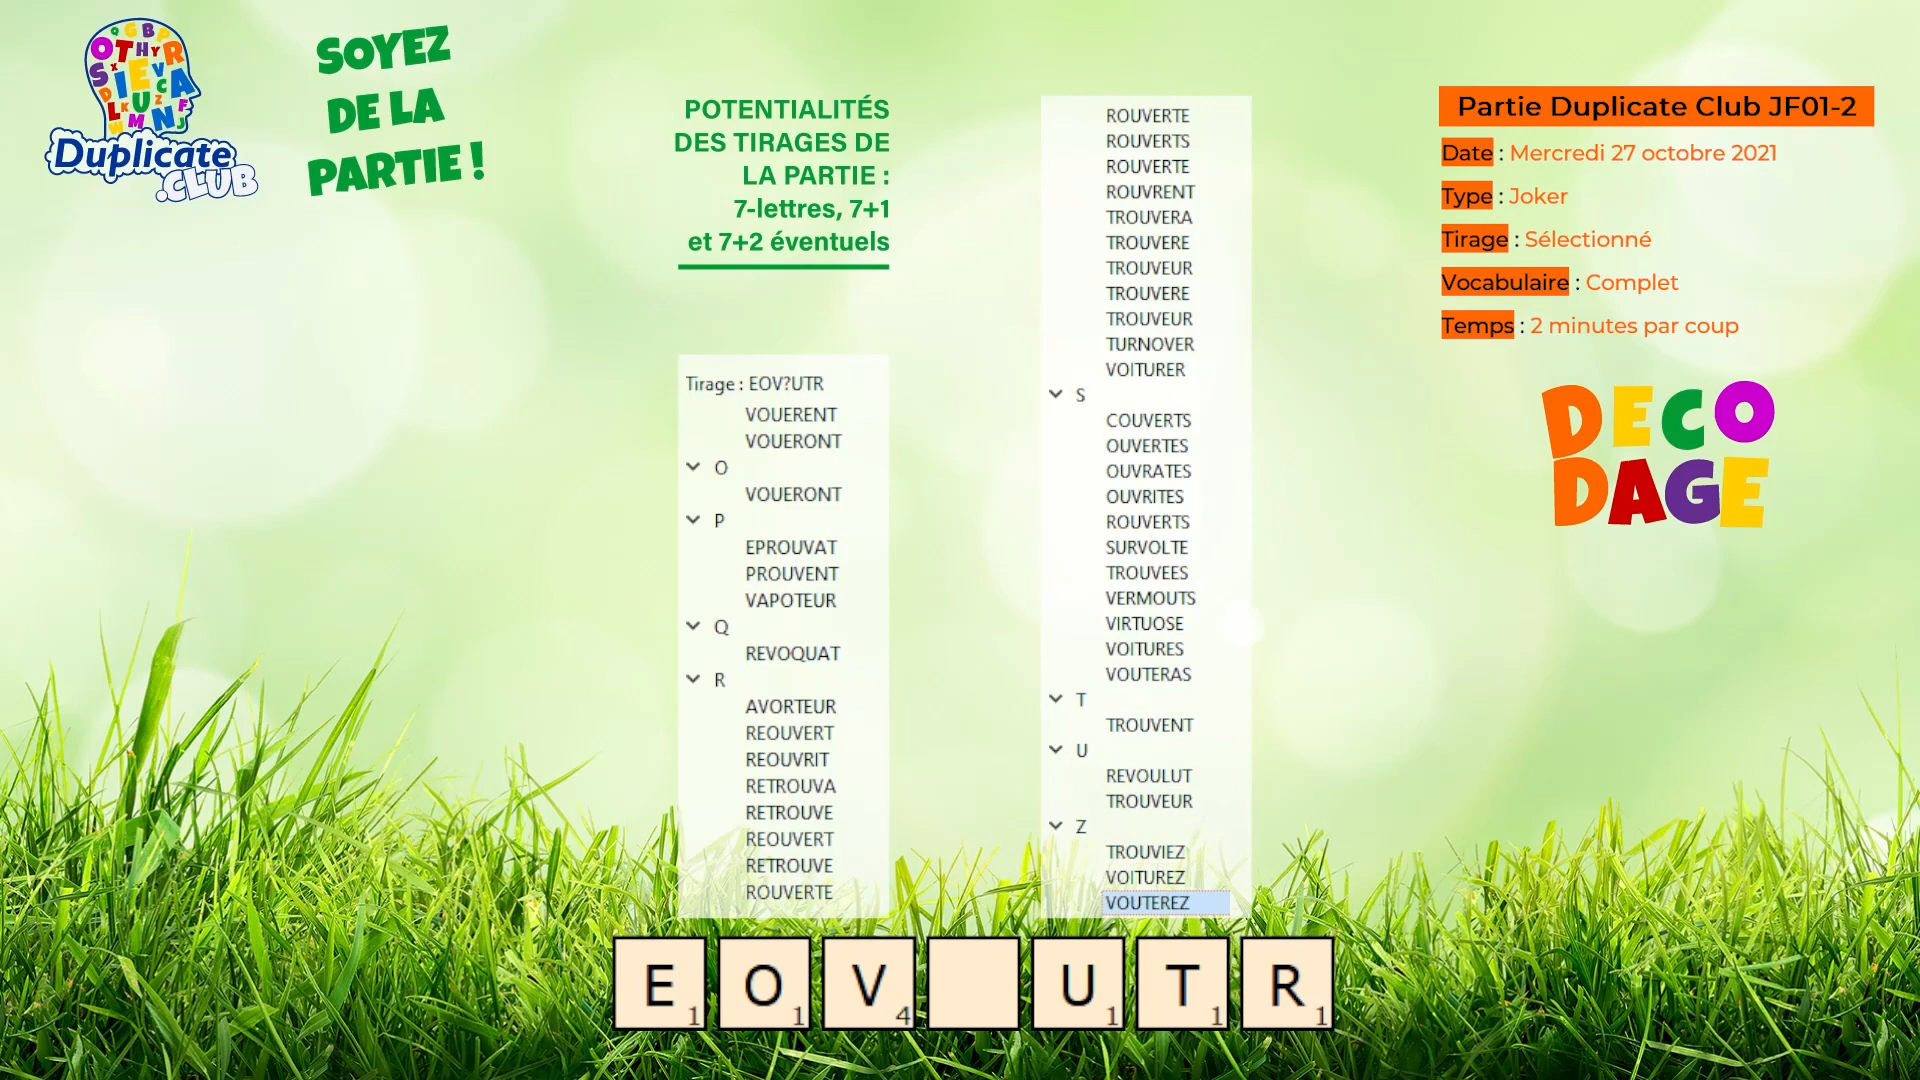 Duplicate
.CLUB
SOYEZ
DE LA
PARTIE !
POTENTIALITÉS
DES TIRAGES DE
LA PARTIE :
7-lettres, 7+1
et 7+2 éventuels
Tirage : EOV?UTR
VOUERENT
VOUERONT
O
VOUERONT
P
EPROUVAT
PROUVENT
VAPOTEUR
Q
REVOQUAT
R
AVORTEUR
REOUVERT
REOUVRIT
RETROUVA
RETROUVE
REOUVERT
RETROUVE
ROUVERTE
ROUVERTE
ROUVERTS
ROUVERTE
ROUVRENT
TROUVERA
TROUVERE
TROUVEUR
TROUVERE
TROUVEUR
TURNOVER
VOITURER
S
COUVERTS
OUVERTES
OUVRATES
OUVRITES
ROUVERTS
SURVOLTE
TROUVEES
VERMOUTS
VIRTUOSE
VOITURES
VOUTERAS
T
TROUVENT
U
REVOULUT
TROUVEUR
Z
TROUVIEZ
VOITUREZ
VOUTEREZ
Partie Duplicate Club JF01-2
Date : Mercredi 27 octobre 2021
Type : Joker
Tirage : Sélectionné
Vocabulaire : Complet
Temps : 2 minutes par coup
DECO
DAGE
E1 O1 V4 U1 T1 R1